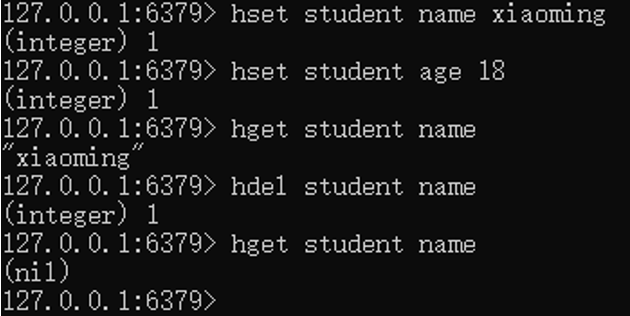 127.0.0.1:6379> hset student name xiaoming
(integer) 1
127.0.0.1:6379> hset student age 18
(integer) 1
127.0.0.1:6379> hget student name
"xiaoming"
127.0.0.1:6379> hdel student name
(integer) 1
127.0.0.1:6379> hget student name
(nil)
127.0.0.1:6379>